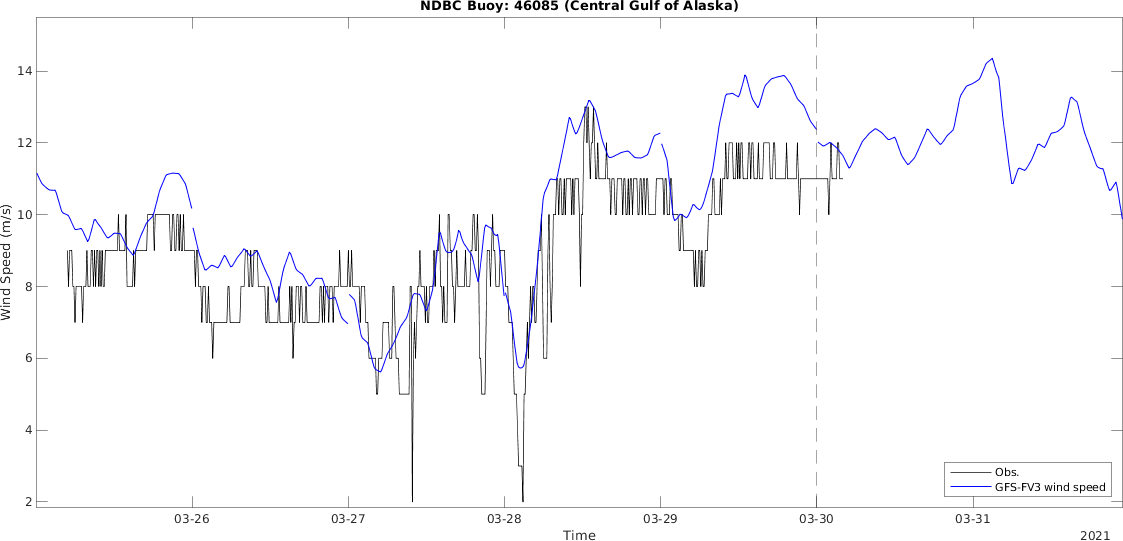 NDBC Buoy: 46085 (Central Gulf of Alaska)
14
12
10
8
6
4
2
Wind Speed (m/s)
Obs.
GFS-FV3 wind speed
03-26 03-27 03-28 03-29 03-30 03-31
Time
2021